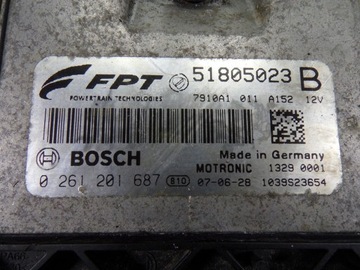 FPT 51805023 B
POWERTRAIN TECHNOLOGIES 7910A1 011 A152 12V
BOSCH Made in Germany
MOTRONIC 1329 0001
0 261 201 687 810 07-06-28 1039S23654